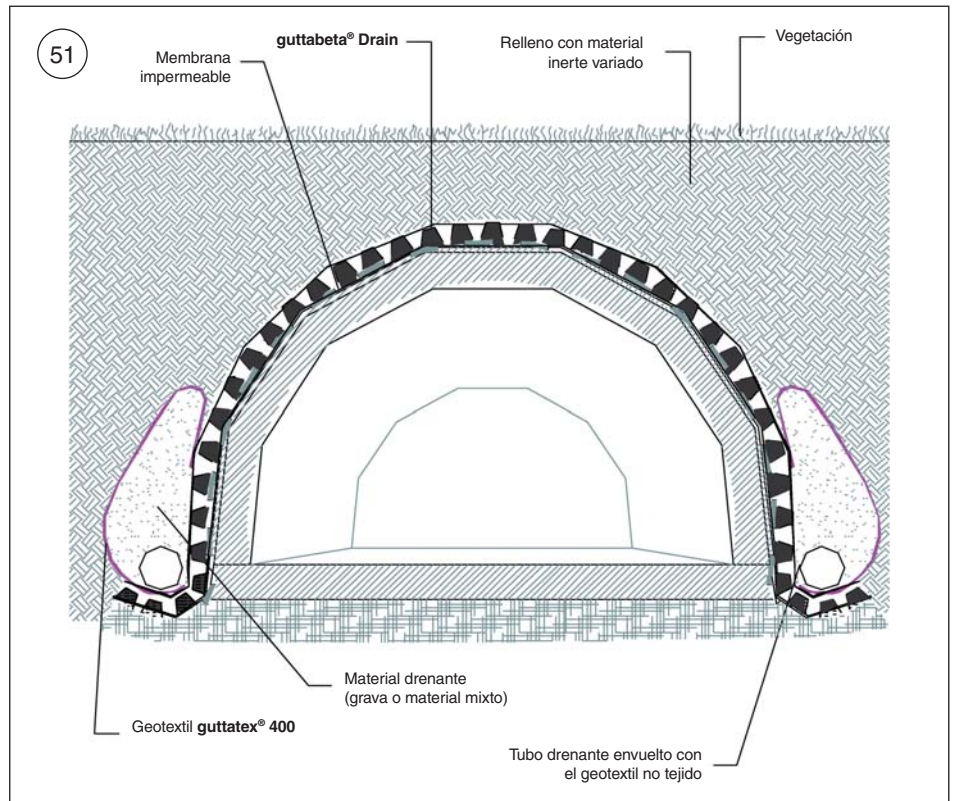 51
guttabeta® Drain
Membrana
impermeable
Relleno con material
inerte variado
Vegetación
Material drenante
(grava o material mixto)
Geotextil guttatex® 400
Tubo drenante envuelto con
el geotextil no tejido